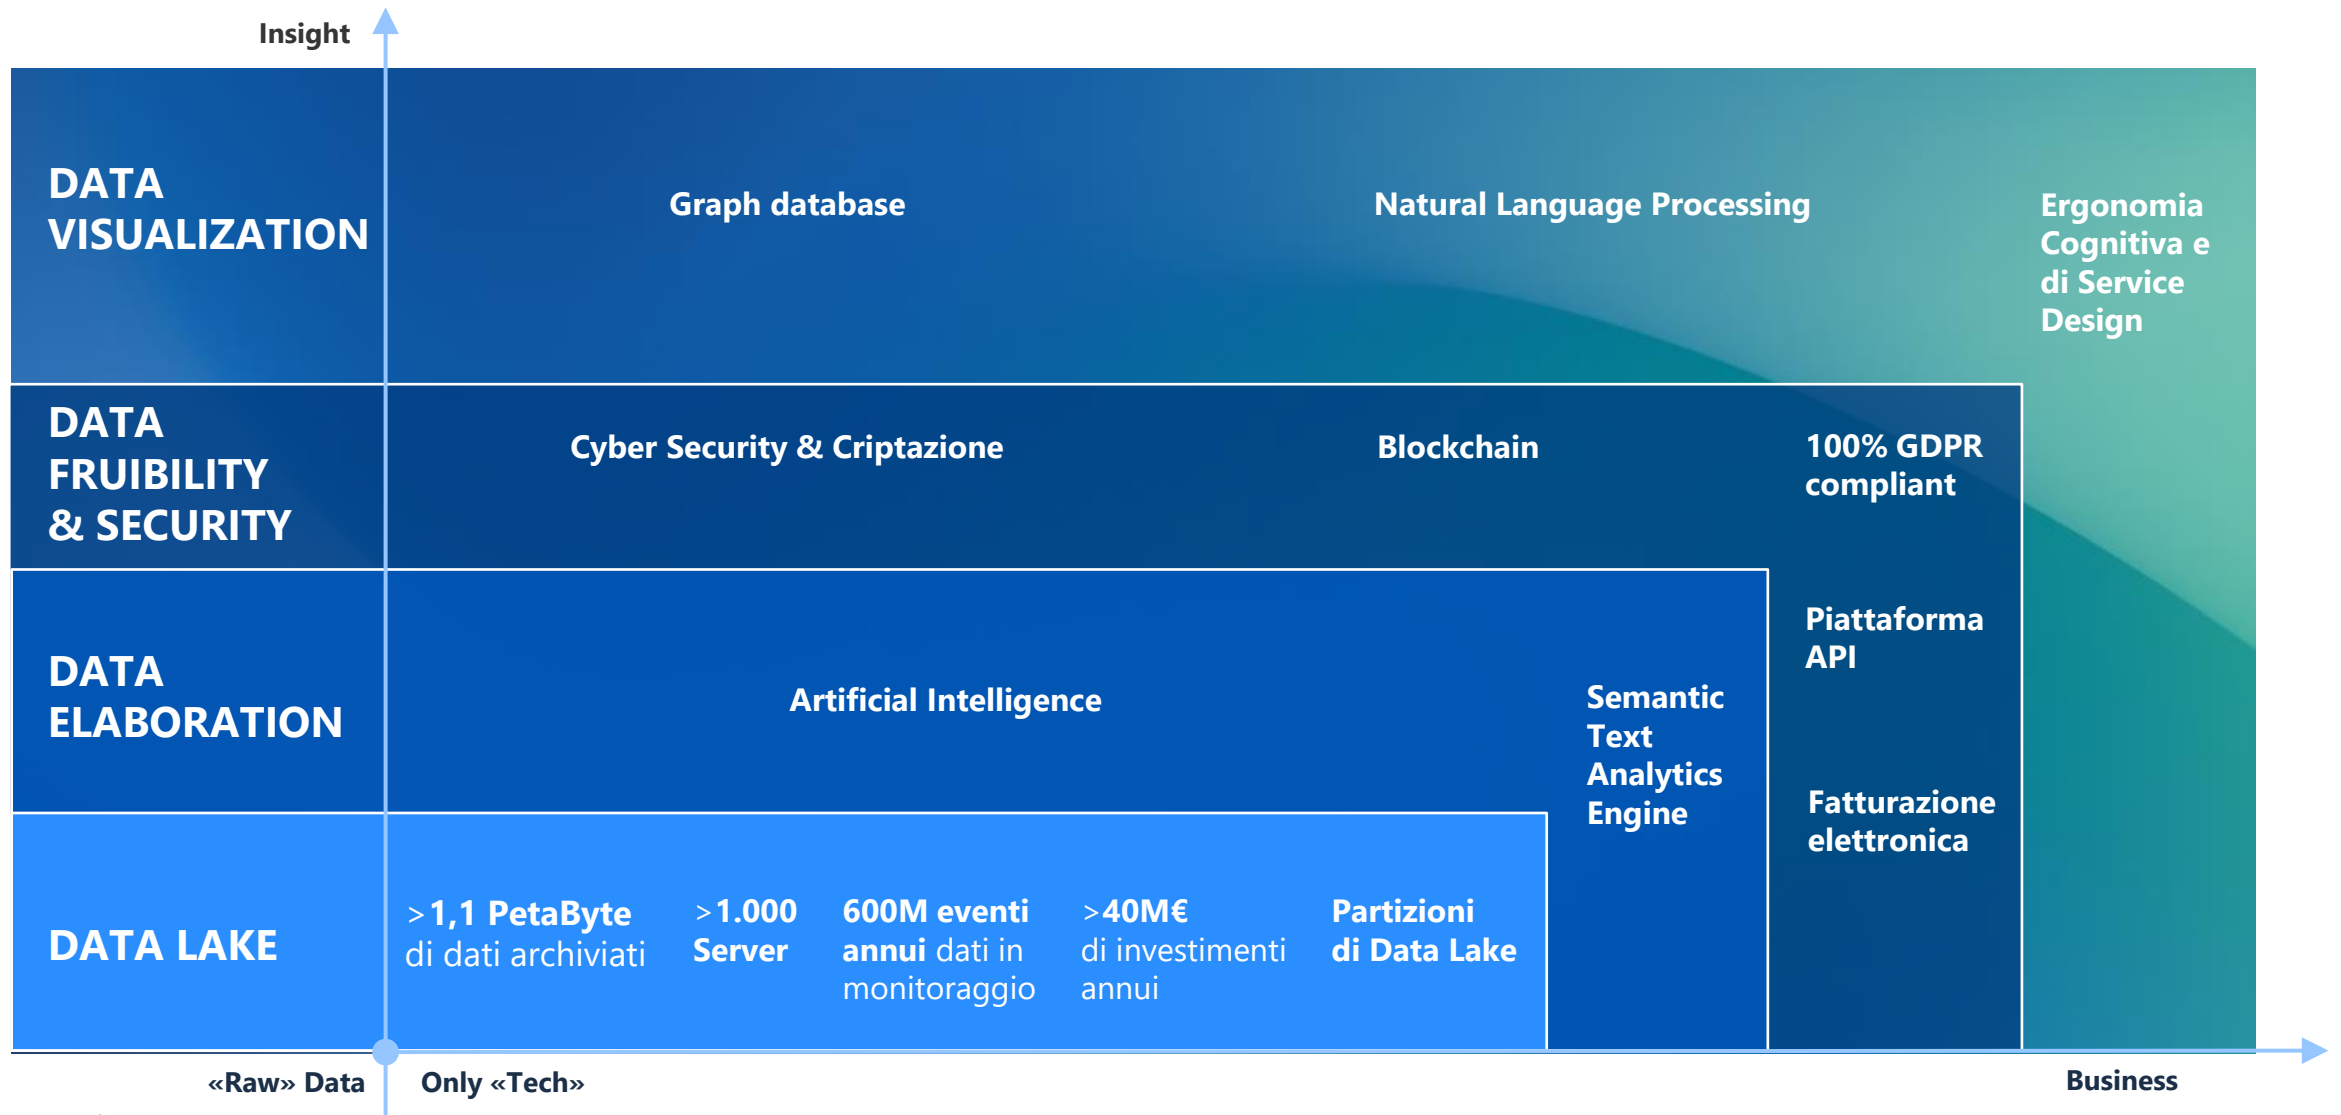 Insight
DATA
VISUALIZATION
Graph database
Natural Language Processing
Ergonomia
Cognitiva e
di Service
Design
DATA
FRUIBILITY
& SECURITY
Cyber Security & Criptazione
Blockchain
100% GDPR
compliant
Piattaforma
API
Fatturazione
elettronica
DATA
ELABORATION
Artificial Intelligence
Semantic
Text
Analytics
Engine
DATA LAKE
>1,1 PetaByte
di dati archiviati
>1.000
Server
600M eventi
annui dati in
monitoraggio
>40M€
di investimenti
annui
Partizioni
di Data Lake
«Raw» Data
Only «Tech»
Business